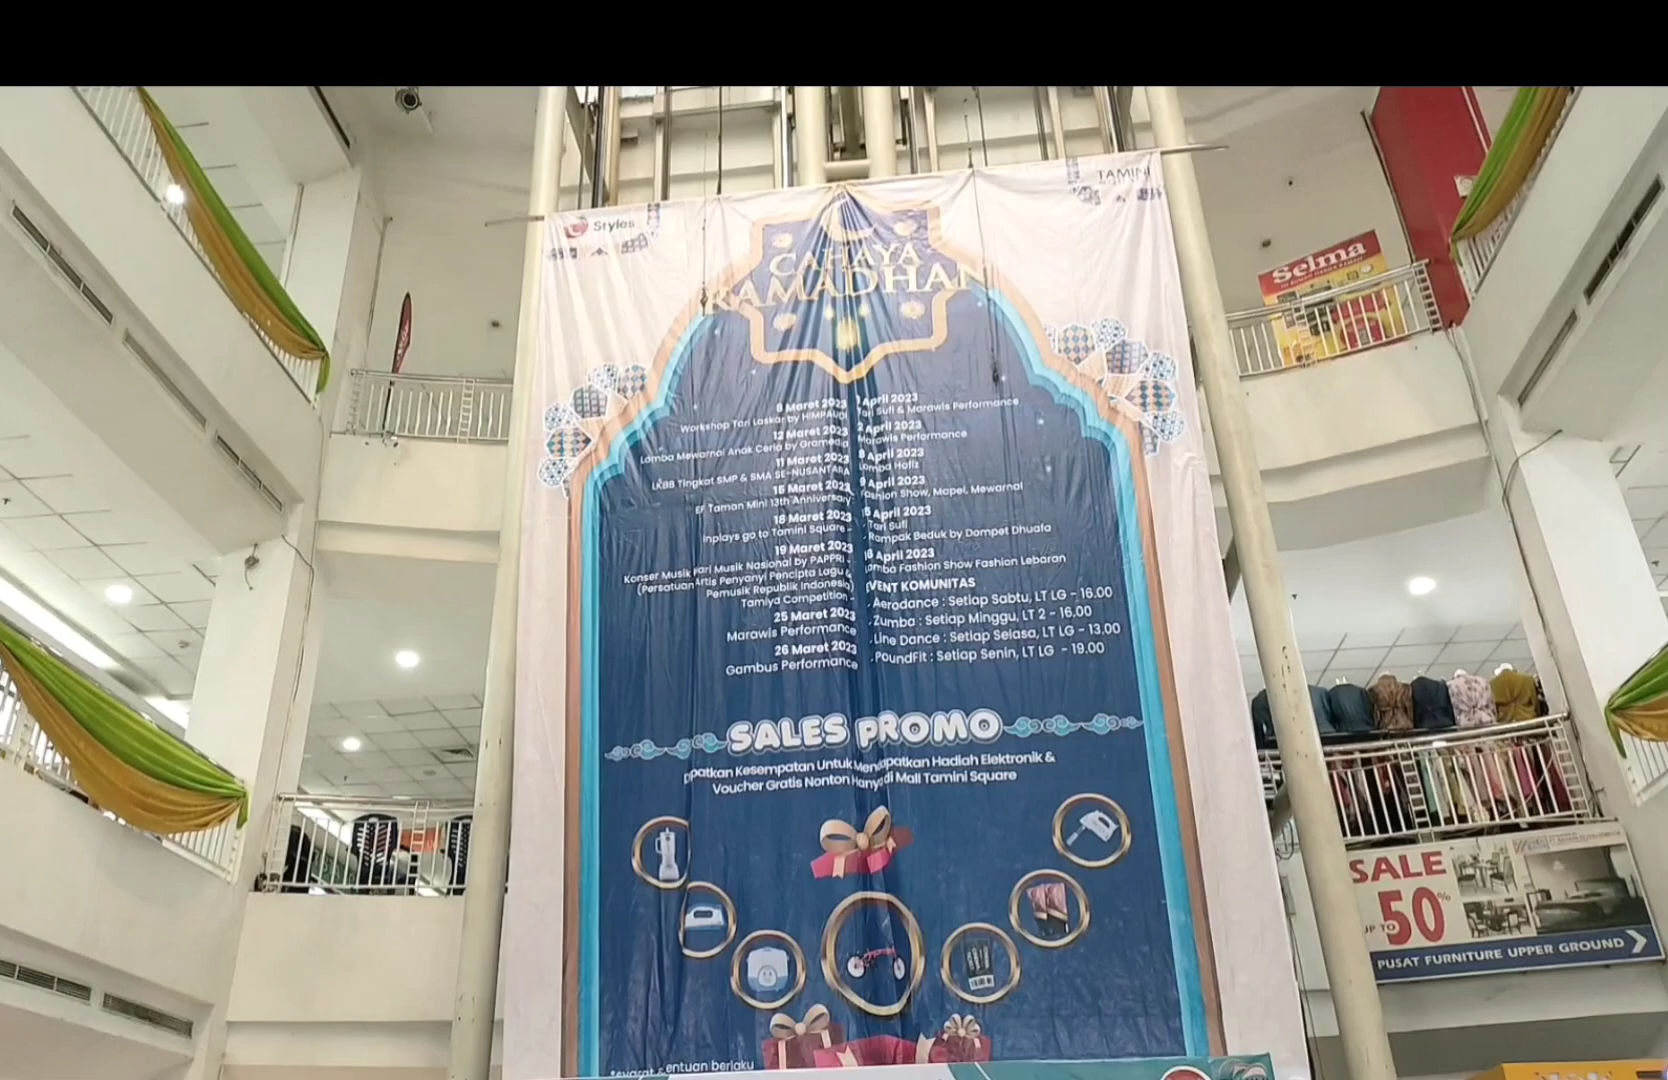 Styles
TAMINI
CAHAYA
RAMADHAN
8 Maret 2023
Workshop Tari Laskar by HIMPAUDI
12 Maret 2023
Lomba Mewarnai Anak Ceria by Gramedia
11 Maret 2023
LKBB Tingkat SMP & SMA SE-NUSANTARA
15 Maret 2023
EF Taman Mini 13th Anniversary
18 Maret 2023
Inplays go to Tamini Square -
19 Maret 2023
Konser Musik Hari Musik Nasional by PAPPRI -
(Persatuan Artis Penyanyi Pencipta Lagu &
Pemusik Republik Indonesia)
Tamiya Competition -
25 Maret 2023
Marawis Performance
26 Maret 2023
Gambus Performance
1 April 2023
Tari Sufi & Marawis Performance
2 April 2023
Marawis Performance
8 April 2023
Lomba Hafiz
9 April 2023
Fashion Show, Mapel, Mewarnai
15 April 2023
- Tari Sufi
- Rampak Beduk by Dompet Dhuafa
16 April 2023
Lomba Fashion Show Fashion Lebaran
EVENT KOMUNITAS
- Aerodance : Setiap Sabtu, LT LG - 16.00
- Zumba : Setiap Minggu, LT 2 - 16.00
- Line Dance : Setiap Selasa, LT LG - 13.00
- PoundFit : Setiap Senin, LT LG - 19.00
SALES PROMO
patkan Kesempatan Untuk Mendapatkan Hadiah Elektronik &
Voucher Gratis Nonton Hanya di Mall Tamini Square
*syarat & entuan berlaku
Selma
SALE
UP TO 50%
PUSAT FURNITURE UPPER GROUND